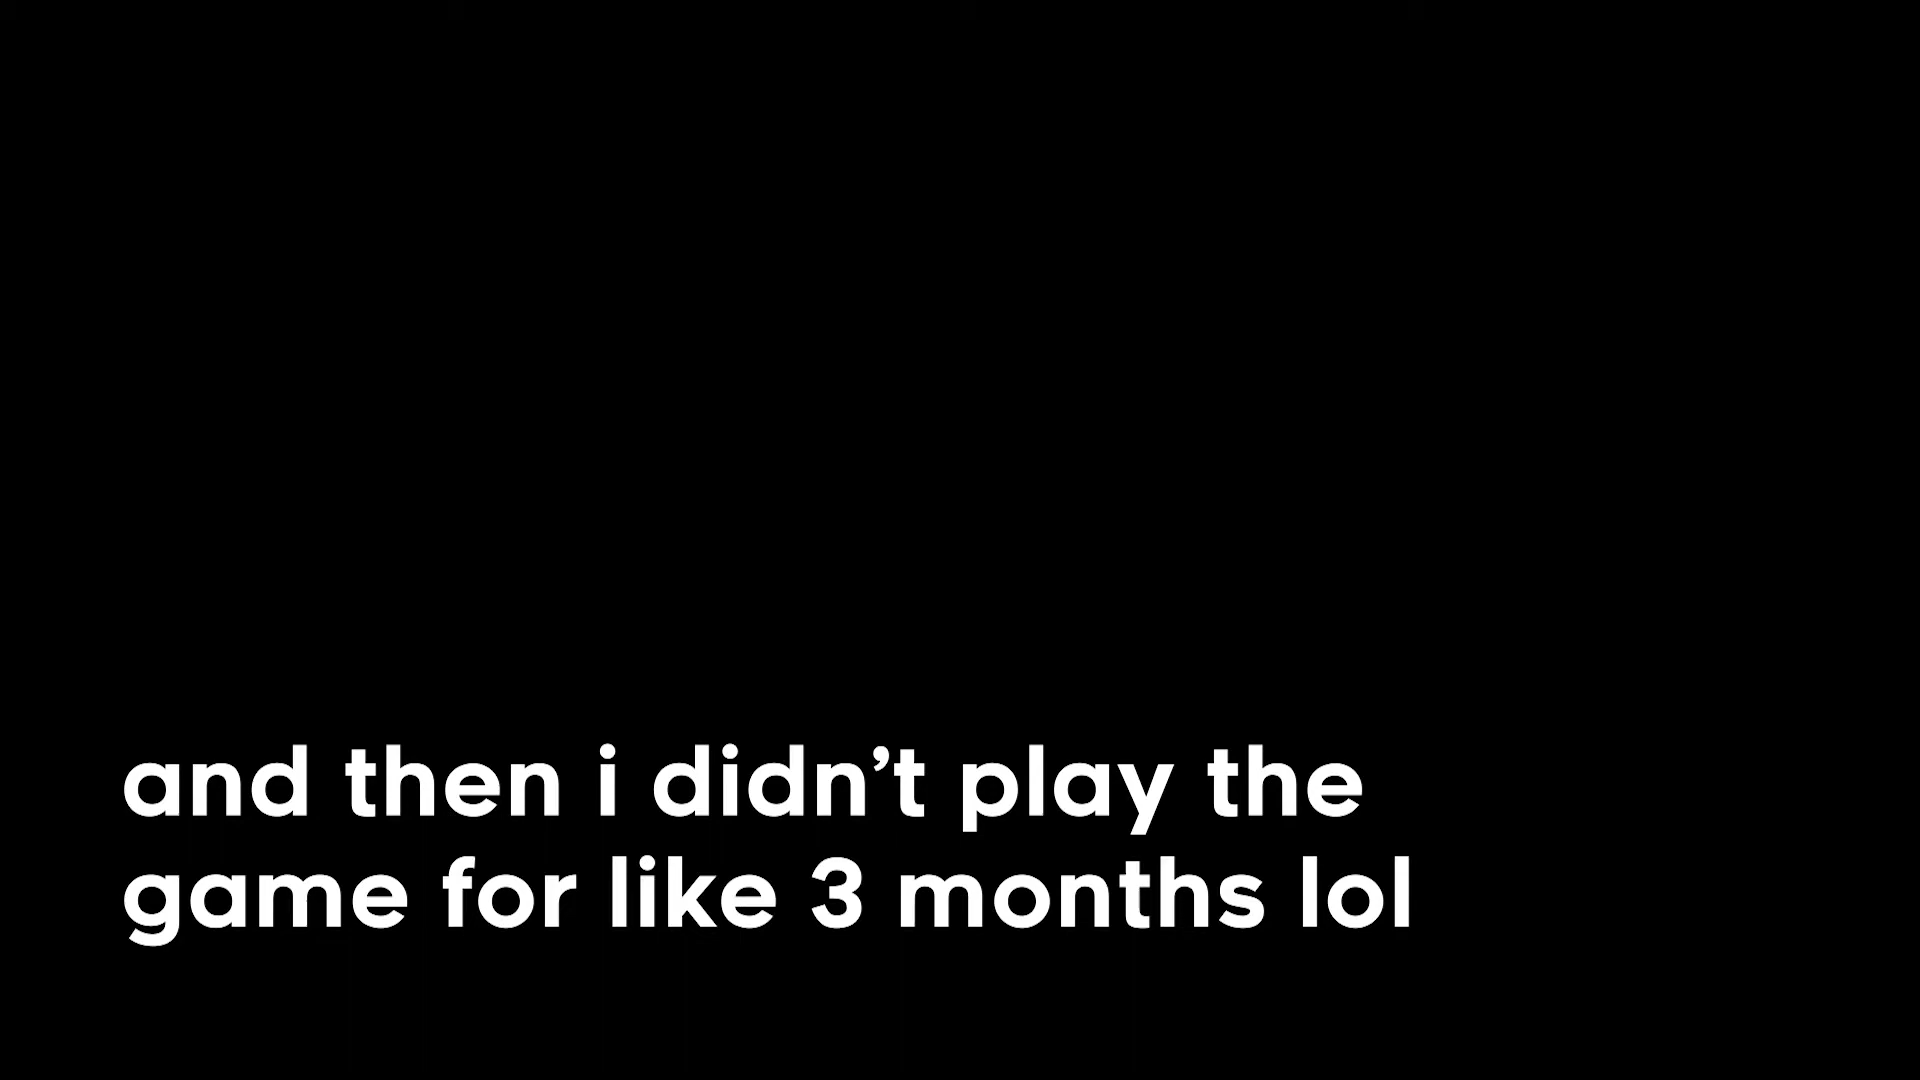 and then i didn’t play the
game for like 3 months lol